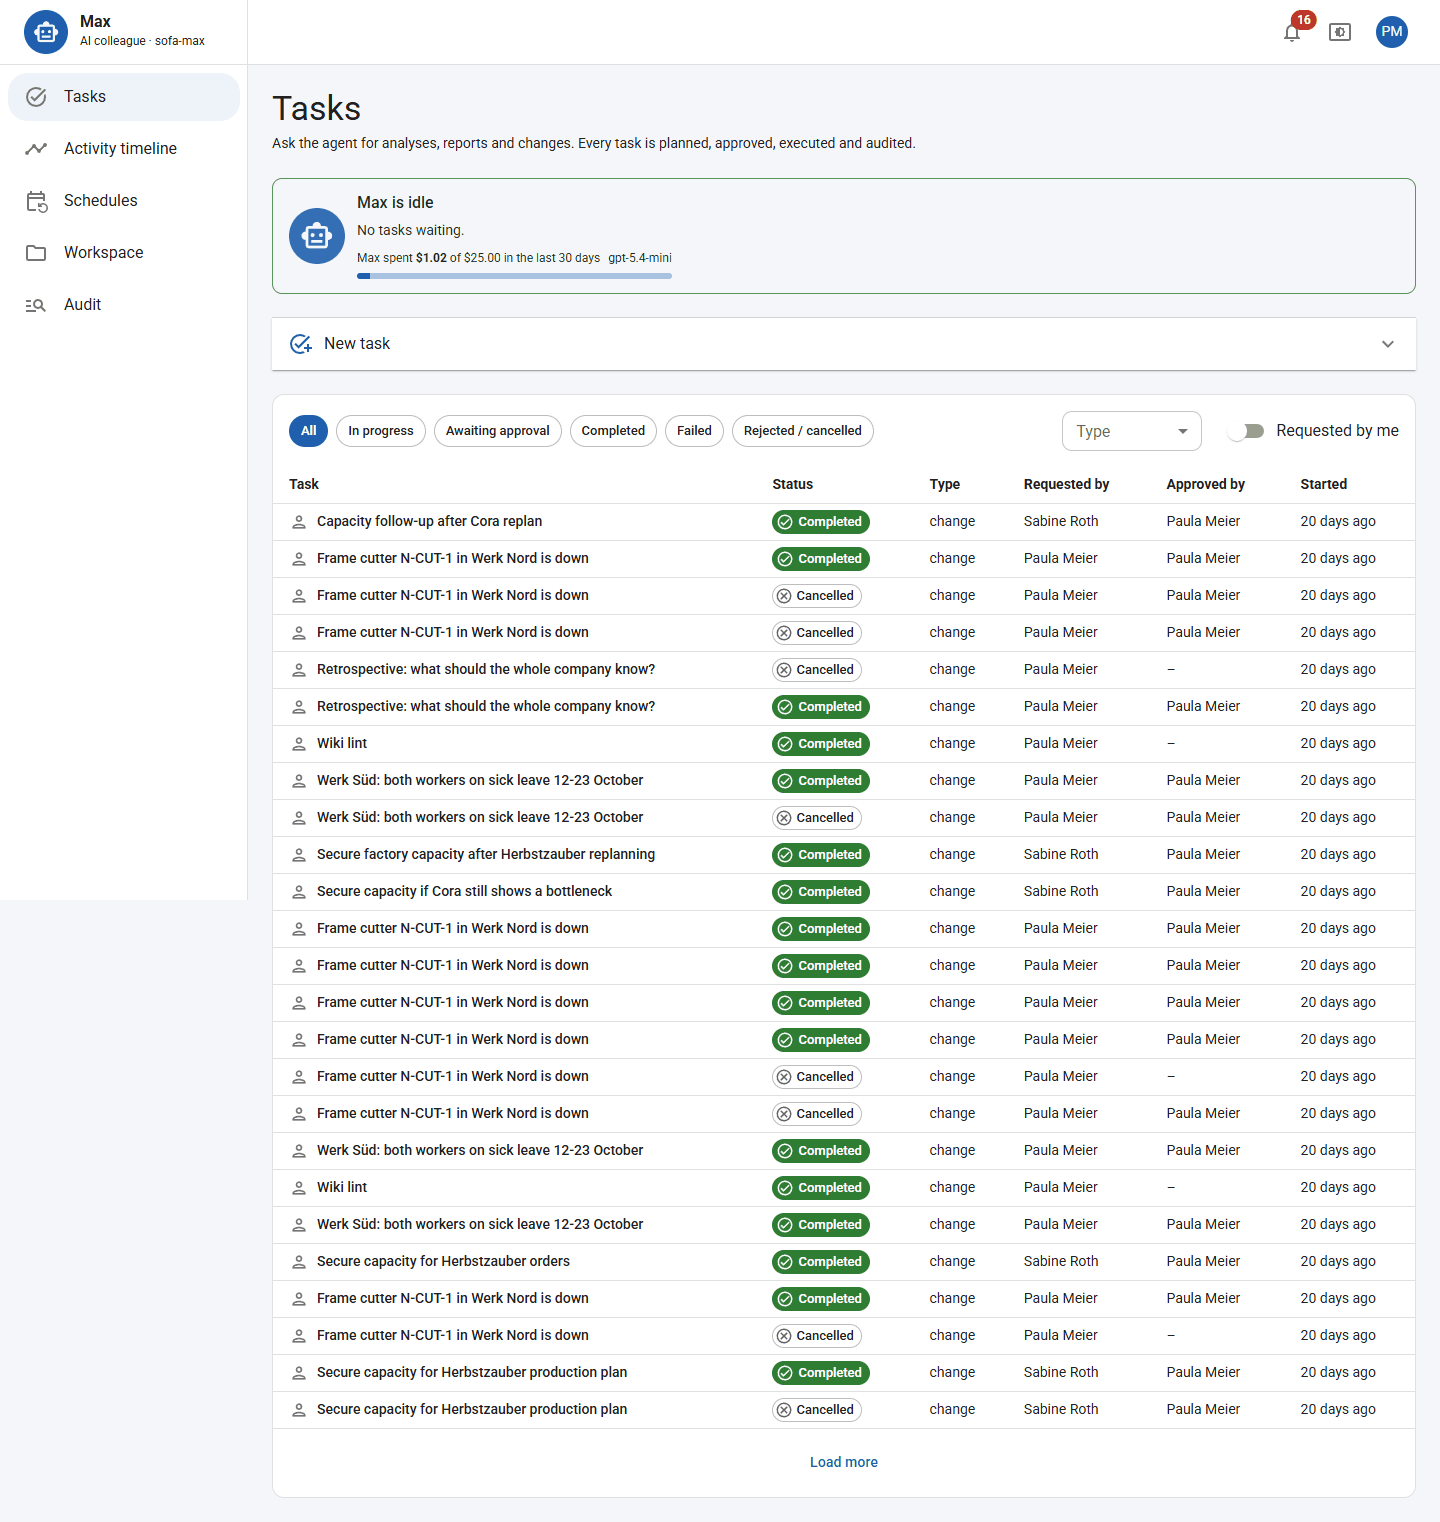 Max
AI colleague · sofa-max
16
PM
Tasks
Activity timeline
Schedules
Workspace
Audit
Tasks
Ask the agent for analyses, reports and changes. Every task is planned, approved, executed and audited.
Max is idle
No tasks waiting.
Max spent $1.02 of $25.00 in the last 30 days gpt-5.4-mini
New task
All In progress Awaiting approval Completed Failed Rejected / cancelled Type Requested by me
Task Status Type Requested by Approved by Started
Capacity follow-up after Cora replan Completed change Sabine Roth Paula Meier 20 days ago
Frame cutter N-CUT-1 in Werk Nord is down Completed change Paula Meier Paula Meier 20 days ago
Frame cutter N-CUT-1 in Werk Nord is down Cancelled change Paula Meier Paula Meier 20 days ago
Frame cutter N-CUT-1 in Werk Nord is down Cancelled change Paula Meier Paula Meier 20 days ago
Retrospective: what should the whole company know? Cancelled change Paula Meier – 20 days ago
Retrospective: what should the whole company know? Completed change Paula Meier Paula Meier 20 days ago
Wiki lint Completed change Paula Meier – 20 days ago
Werk Süd: both workers on sick leave 12-23 October Completed change Paula Meier Paula Meier 20 days ago
Werk Süd: both workers on sick leave 12-23 October Cancelled change Paula Meier Paula Meier 20 days ago
Secure factory capacity after Herbstzauber replanning Completed change Sabine Roth Paula Meier 20 days ago
Secure capacity if Cora still shows a bottleneck Completed change Sabine Roth Paula Meier 20 days ago
Frame cutter N-CUT-1 in Werk Nord is down Completed change Paula Meier Paula Meier 20 days ago
Frame cutter N-CUT-1 in Werk Nord is down Completed change Paula Meier Paula Meier 20 days ago
Frame cutter N-CUT-1 in Werk Nord is down Completed change Paula Meier Paula Meier 20 days ago
Frame cutter N-CUT-1 in Werk Nord is down Completed change Paula Meier Paula Meier 20 days ago
Frame cutter N-CUT-1 in Werk Nord is down Cancelled change Paula Meier – 20 days ago
Frame cutter N-CUT-1 in Werk Nord is down Cancelled change Paula Meier Paula Meier 20 days ago
Werk Süd: both workers on sick leave 12-23 October Completed change Paula Meier Paula Meier 20 days ago
Wiki lint Completed change Paula Meier – 20 days ago
Werk Süd: both workers on sick leave 12-23 October Completed change Paula Meier Paula Meier 20 days ago
Secure capacity for Herbstzauber orders Completed change Sabine Roth Paula Meier 20 days ago
Frame cutter N-CUT-1 in Werk Nord is down Completed change Paula Meier Paula Meier 20 days ago
Frame cutter N-CUT-1 in Werk Nord is down Cancelled change Paula Meier – 20 days ago
Secure capacity for Herbstzauber production plan Completed change Sabine Roth Paula Meier 20 days ago
Secure capacity for Herbstzauber production plan Cancelled change Sabine Roth Paula Meier 20 days ago
Load more